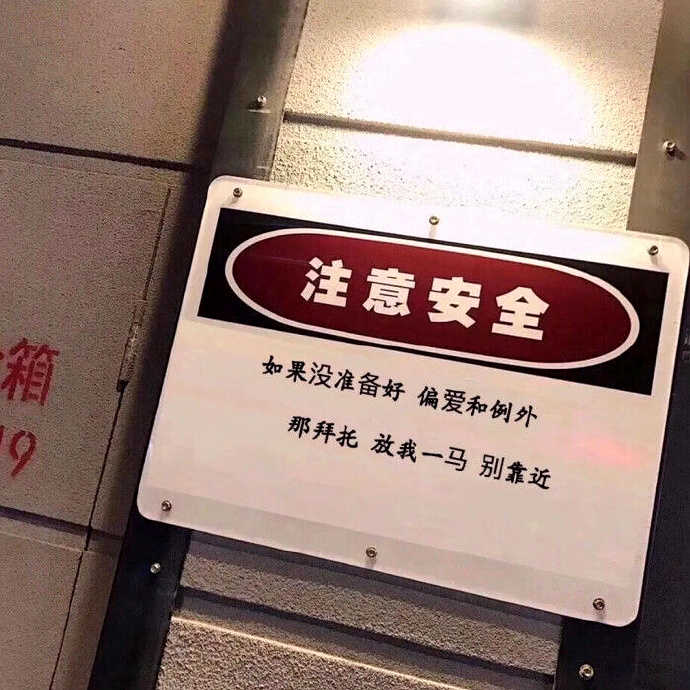 注意安全
如果没准备好 偏爱和例外
那拜托 放我一马 别靠近
箱
19